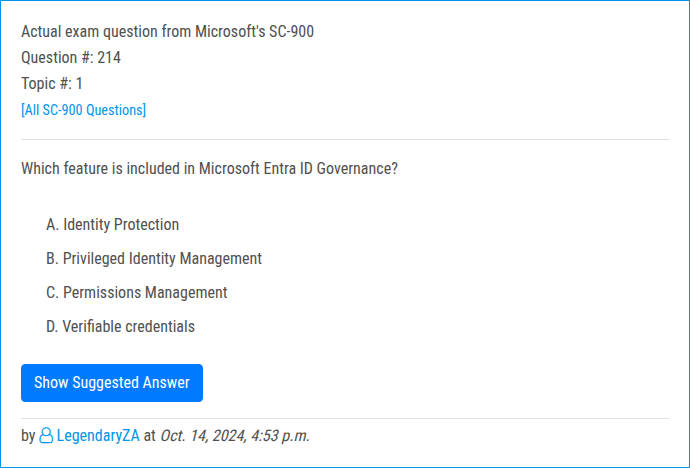 Actual exam question from Microsoft's SC-900
Question #: 214
Topic #: 1
[All SC-900 Questions]
Which feature is included in Microsoft Entra ID Governance?
A. Identity Protection
B. Privileged Identity Management
C. Permissions Management
D. Verifiable credentials
Show Suggested Answer
by LegendaryZA at Oct. 14, 2024, 4:53 p.m.